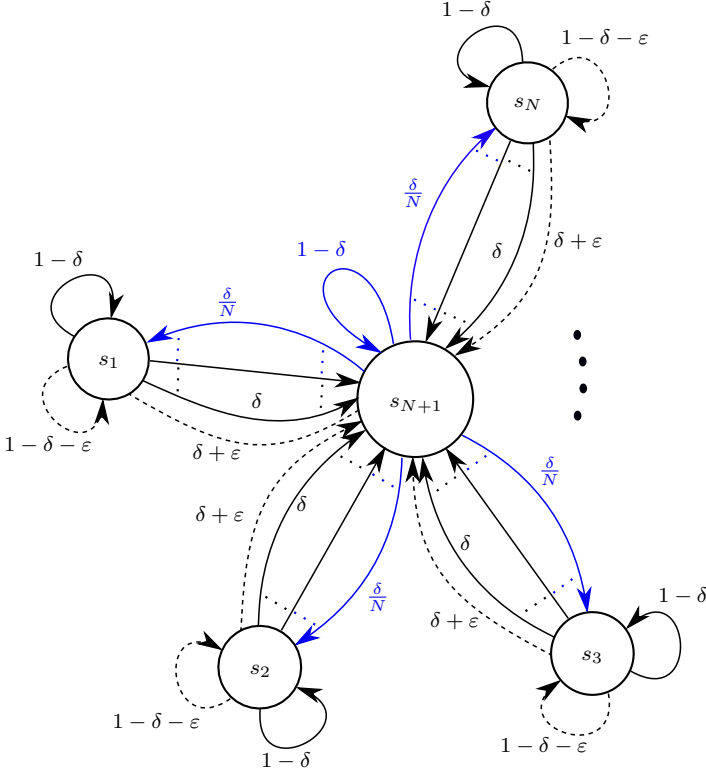 1 − δ
1−δ−ε
s_N
δ/N
δ
δ + ε
1 − δ
1 − δ
δ/N
s_1
s_{N+1}
δ
1−δ−ε
δ + ε
δ/N
δ + ε
δ
δ
δ/N
1 − δ
δ + ε
s_2
s_3
1−δ−ε
1−δ−ε
1 − δ